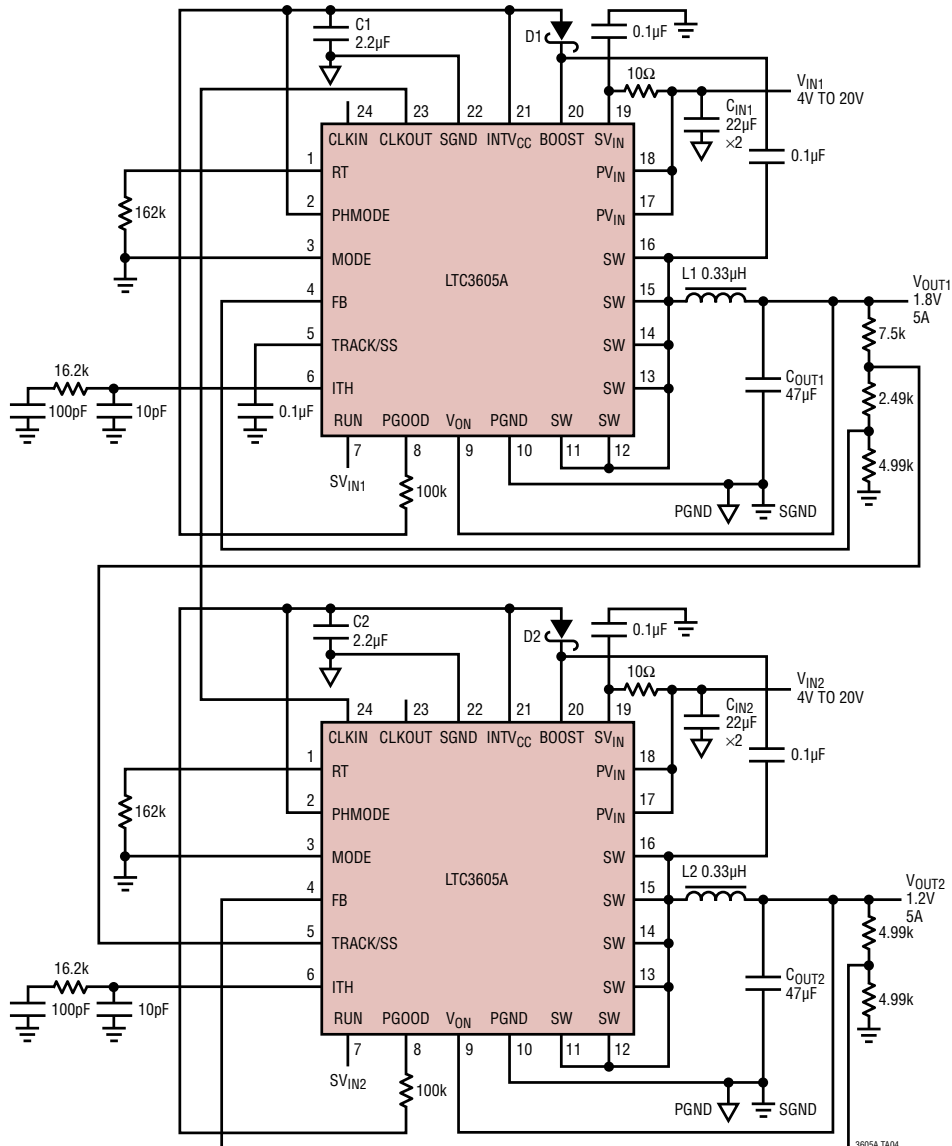 C1
2.2µF
D1
0.1µF
10Ω
VIN1
4V TO 20V
CIN1
22µF
×2
0.1µF
24 23 22 21 20 19
CLKIN CLKOUT SGND INTVCC BOOST SVIN
1 RT
162k
2 PHMODE
3 MODE
4 FB
5 TRACK/SS
6 ITH
LTC3605A
18 PVIN
17 PVIN
16 SW
15 SW
14 SW
13 SW
L1 0.33µH
VOUT1
1.8V
5A
7.5k
2.49k
4.99k
COUT1
47µF
16.2k
100pF
10pF
0.1µF
RUN PGOOD VON PGND SW SW
7 8 9 10 11 12
SVIN1
100k
PGND
SGND
C2
2.2µF
D2
0.1µF
10Ω
VIN2
4V TO 20V
CIN2
22µF
×2
0.1µF
24 23 22 21 20 19
CLKIN CLKOUT SGND INTVCC BOOST SVIN
1 RT
162k
2 PHMODE
3 MODE
4 FB
5 TRACK/SS
6 ITH
LTC3605A
18 PVIN
17 PVIN
16 SW
15 SW
14 SW
13 SW
L2 0.33µH
VOUT2
1.2V
5A
4.99k
4.99k
COUT2
47µF
16.2k
100pF
10pF
RUN PGOOD VON PGND SW SW
7 8 9 10 11 12
SVIN2
100k
PGND
SGND
3605A TA04